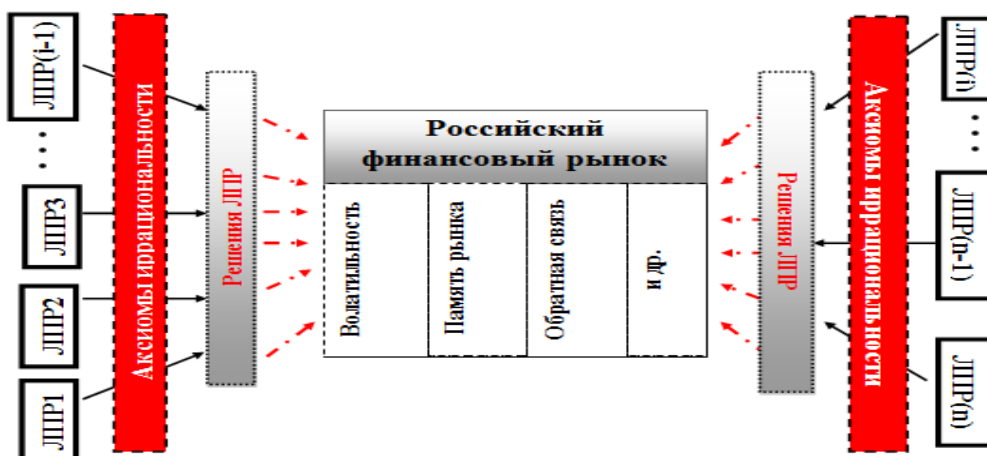 ЛПР(i-1)
...
ЛПР3
ЛПР2
ЛПР1
Аксиомы иррациональности
Решения ЛПР
Российский
финансовый рынок
Волатильность
Память рынка
Обратная связь
и др.
Решения ЛПР
Аксиомы иррациональности
ЛПР(i)
...
ЛПР(n-1)
ЛПР(n)